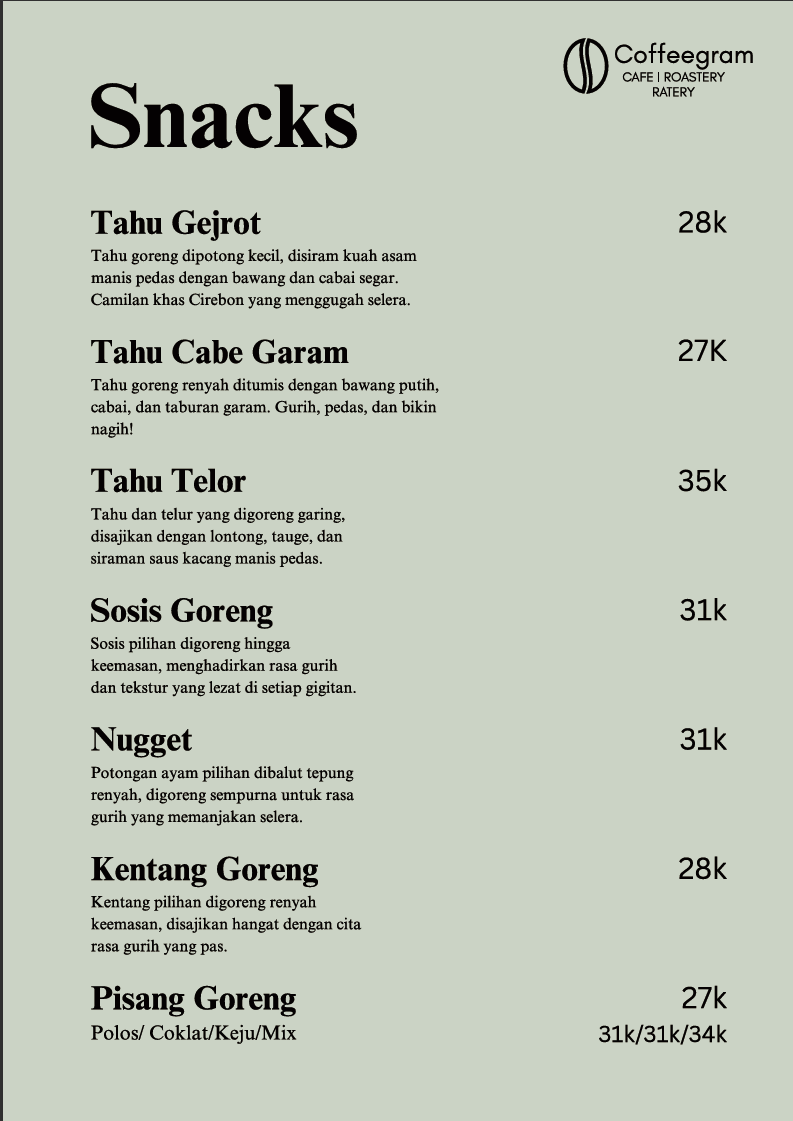 Coffeegram
CAFE | ROASTERY
RATERY
Snacks
Tahu Gejrot 28k
Tahu goreng dipotong kecil, disiram kuah asam
manis pedas dengan bawang dan cabai segar.
Camilan khas Cirebon yang menggugah selera.
Tahu Cabe Garam 27K
Tahu goreng renyah ditumis dengan bawang putih,
cabai, dan taburan garam. Gurih, pedas, dan bikin
nagih!
Tahu Telor 35k
Tahu dan telur yang digoreng garing,
disajikan dengan lontong, tauge, dan
siraman saus kacang manis pedas.
Sosis Goreng 31k
Sosis pilihan digoreng hingga
keemasan, menghadirkan rasa gurih
dan tekstur yang lezat di setiap gigitan.
Nugget 31k
Potongan ayam pilihan dibalut tepung
renyah, digoreng sempurna untuk rasa
gurih yang memanjakan selera.
Kentang Goreng 28k
Kentang pilihan digoreng renyah
keemasan, disajikan hangat dengan cita
rasa gurih yang pas.
Pisang Goreng 27k
Polos/ Coklat/Keju/Mix 31k/31k/34k